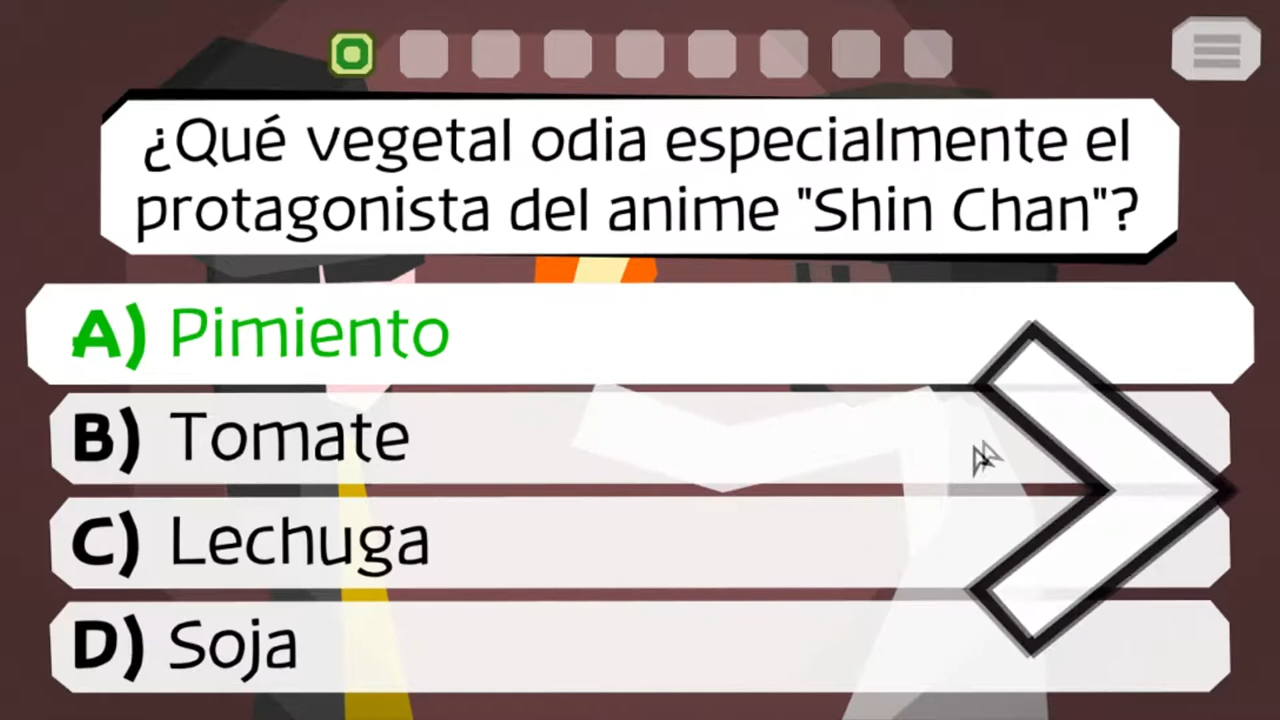 ¿Qué vegetal odia especialmente el
protagonista del anime "Shin Chan"?
A) Pimiento
B) Tomate
C) Lechuga
D) Soja